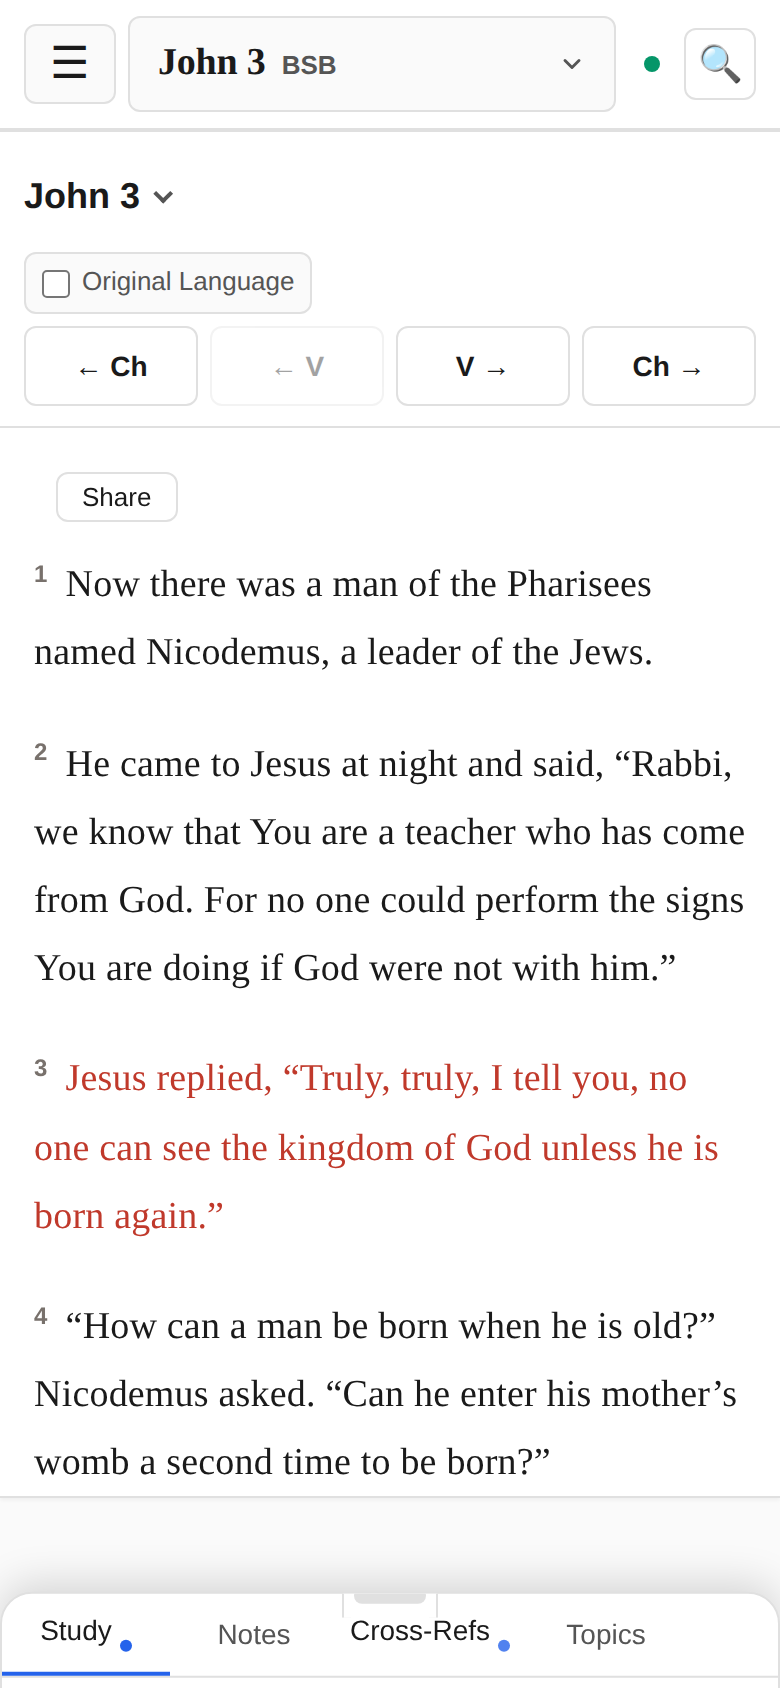 ☰ John 3 BSB
John 3
Original Language
← Ch ← V V → Ch →
Share
1 Now there was a man of the Pharisees
named Nicodemus, a leader of the Jews.
2 He came to Jesus at night and said, “Rabbi,
we know that You are a teacher who has come
from God. For no one could perform the signs
You are doing if God were not with him.”
3 Jesus replied, “Truly, truly, I tell you, no
one can see the kingdom of God unless he is
born again.”
4 “How can a man be born when he is old?”
Nicodemus asked. “Can he enter his mother’s
womb a second time to be born?”
Study Notes Cross-Refs Topics